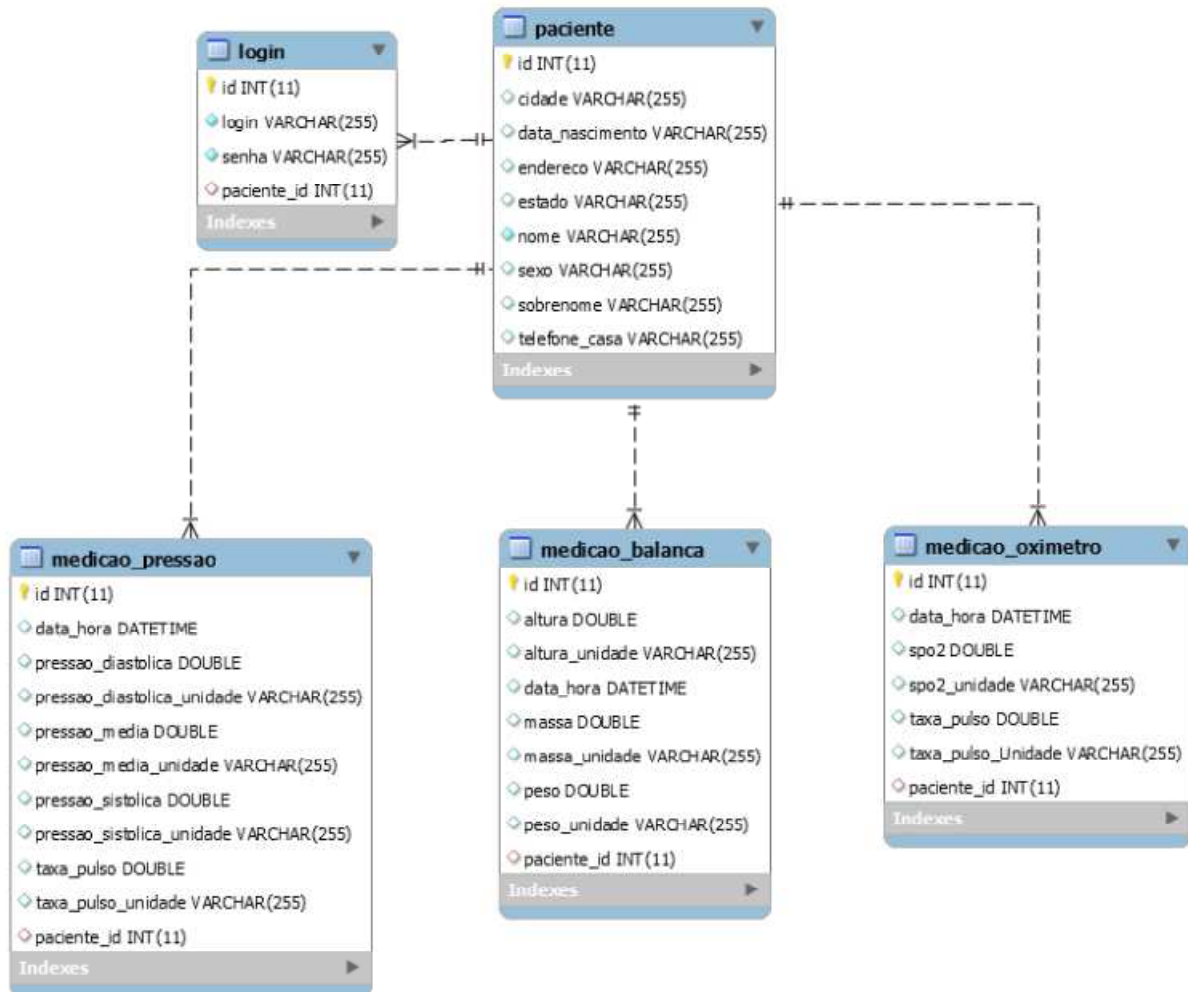 login
id INT(11)
login VARCHAR(255)
senha VARCHAR(255)
paciente_id INT(11)
Indexes
paciente
id INT(11)
cidade VARCHAR(255)
data_nascimento VARCHAR(255)
endereco VARCHAR(255)
estado VARCHAR(255)
nome VARCHAR(255)
sexo VARCHAR(255)
sobrenome VARCHAR(255)
telefone_casa VARCHAR(255)
Indexes
medicao_pressao
id INT(11)
data_hora DATETIME
pressao_diastolica DOUBLE
pressao_diastolica_unidade VARCHAR(255)
pressao_media DOUBLE
pressao_media_unidade VARCHAR(255)
pressao_sistolica DOUBLE
pressao_sistolica_unidade VARCHAR(255)
taxa_pulso DOUBLE
taxa_pulso_unidade VARCHAR(255)
paciente_id INT(11)
Indexes
medicao_balanca
id INT(11)
altura DOUBLE
altura_unidade VARCHAR(255)
data_hora DATETIME
massa DOUBLE
massa_unidade VARCHAR(255)
peso DOUBLE
peso_unidade VARCHAR(255)
paciente_id INT(11)
Indexes
medicao_oximetro
id INT(11)
data_hora DATETIME
spo2 DOUBLE
spo2_unidade VARCHAR(255)
taxa_pulso DOUBLE
taxa_pulso_Unidade VARCHAR(255)
paciente_id INT(11)
Indexes